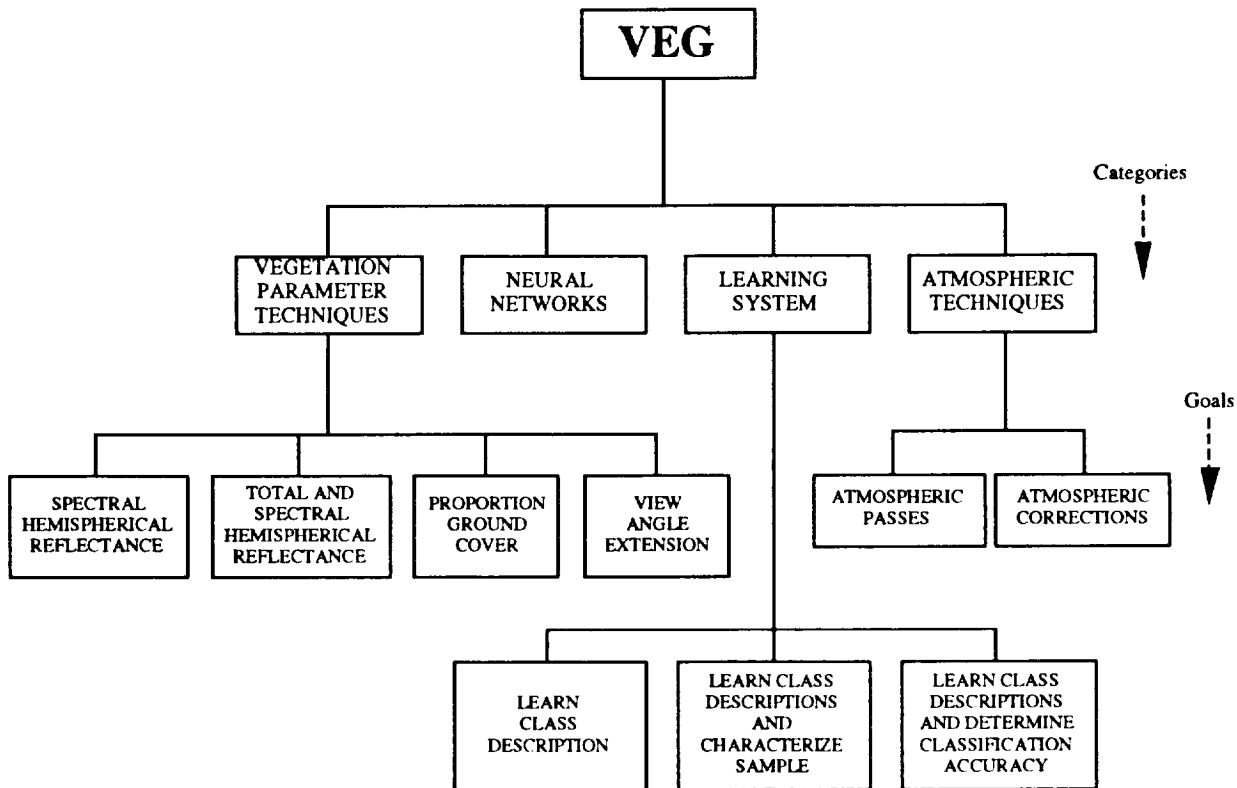 VEG
Categories
VEGETATION
PARAMETER
TECHNIQUES
NEURAL
NETWORKS
LEARNING
SYSTEM
ATMOSPHERIC
TECHNIQUES
Goals
SPECTRAL
HEMISPHERICAL
REFLECTANCE
TOTAL AND
SPECTRAL
HEMISPHERICAL
REFLECTANCE
PROPORTION
GROUND
COVER
VIEW
ANGLE
EXTENSION
ATMOSPHERIC
PASSES
ATMOSPHERIC
CORRECTIONS
LEARN
CLASS
DESCRIPTION
LEARN CLASS
DESCRIPTIONS
AND
CHARACTERIZE
SAMPLE
LEARN CLASS
DESCRIPTIONS
AND DETERMINE
CLASSIFICATION
ACCURACY